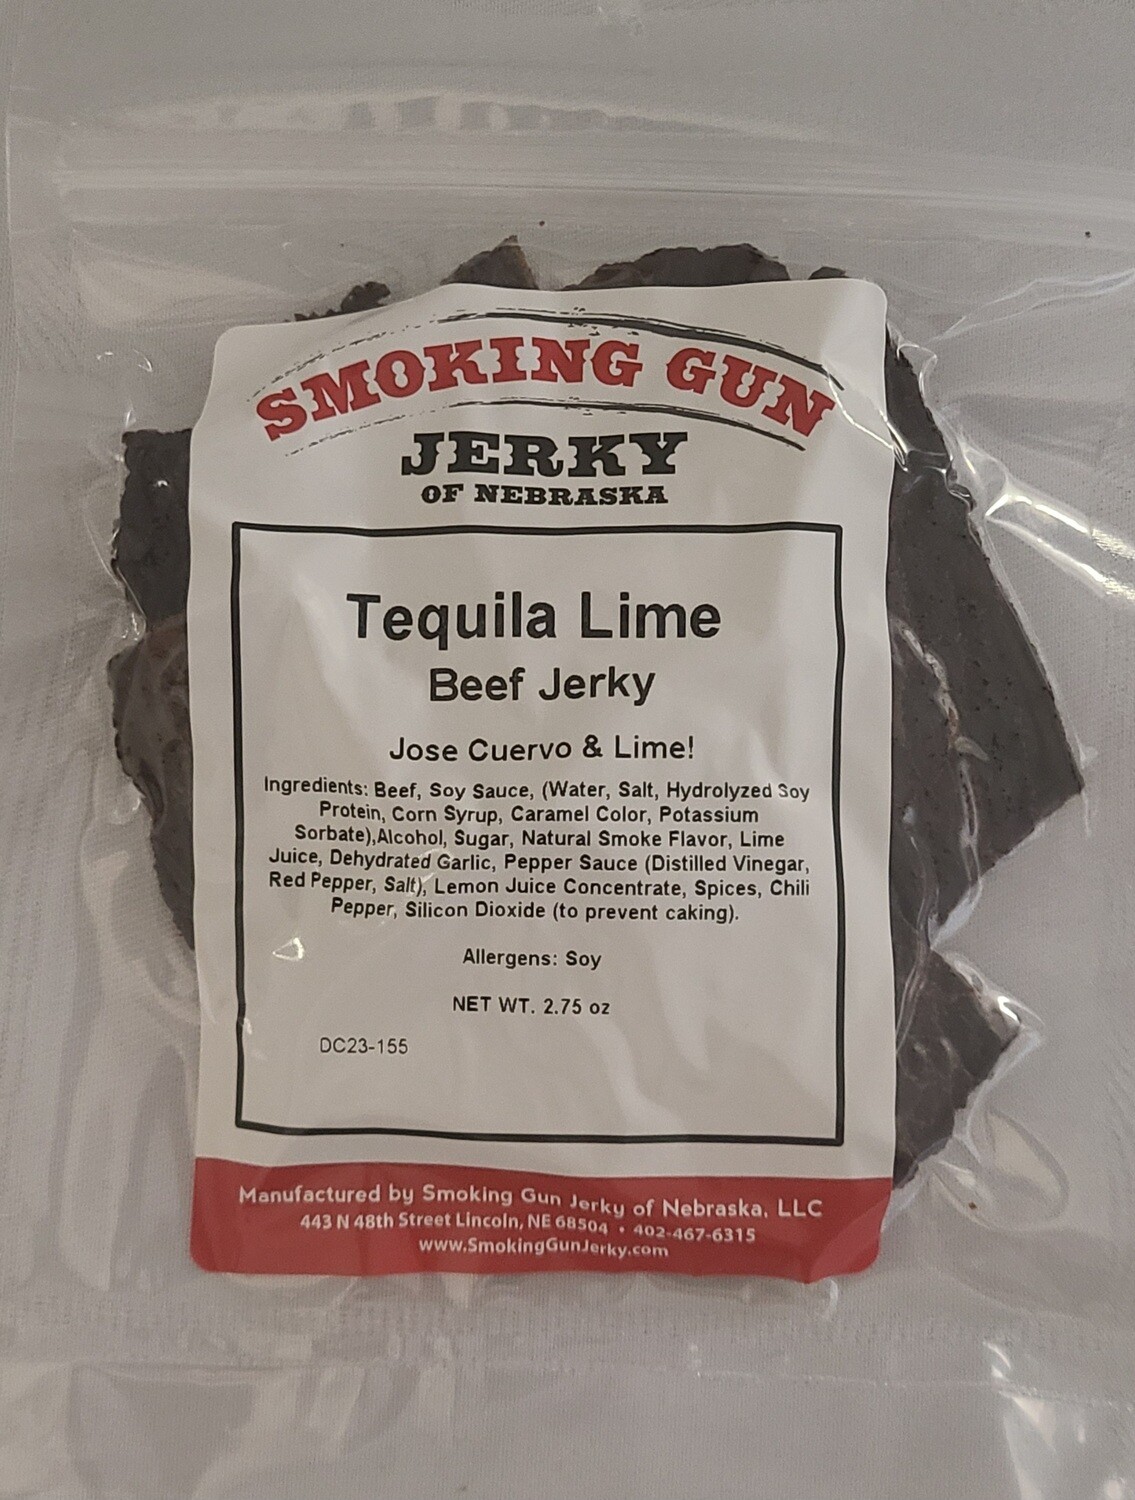 SMOKING GUN
JERKY
OF NEBRASKA
Tequila Lime
Beef Jerky
Jose Cuervo & Lime!
Ingredients: Beef, Soy Sauce, (Water, Salt, Hydrolyzed Soy
Protein, Corn Syrup, Caramel Color, Potassium
Sorbate),Alcohol, Sugar, Natural Smoke Flavor, Lime
Juice, Dehydrated Garlic, Pepper Sauce (Distilled Vinegar,
Red Pepper, Salt), Lemon Juice Concentrate, Spices, Chili
Pepper, Silicon Dioxide (to prevent caking).
Allergens: Soy
NET WT. 2.75 oz
DC23-155
Manufactured by Smoking Gun Jerky of Nebraska, LLC
443 N 48th Street Lincoln, NE 68504 • 402-467-6315
www.SmokingGunJerky.com